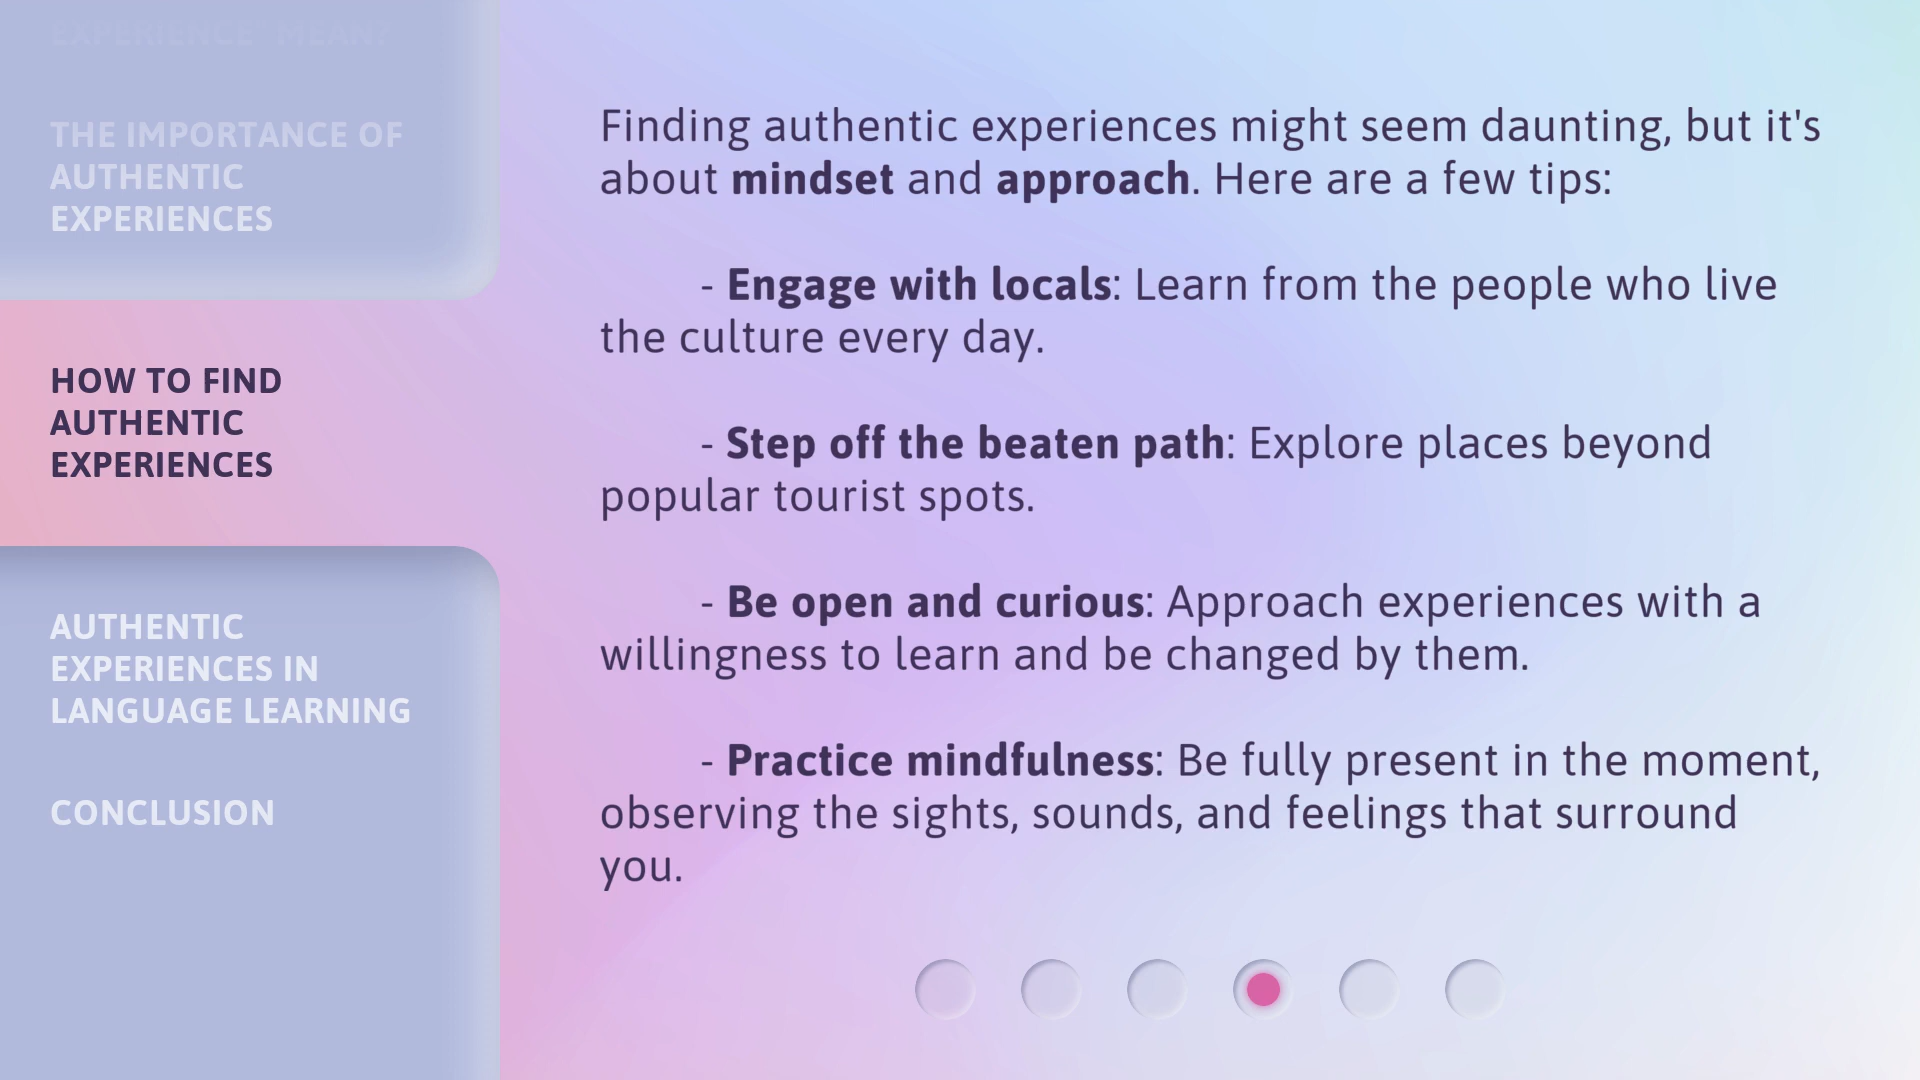 EXPERIENCE MEAN?
THE IMPORTANCE OF
AUTHENTIC
EXPERIENCES
HOW TO FIND
AUTHENTIC
EXPERIENCES
AUTHENTIC
EXPERIENCES IN
LANGUAGE LEARNING
CONCLUSION
Finding authentic experiences might seem daunting, but it's
about mindset and approach. Here are a few tips:
- Engage with locals: Learn from the people who live
the culture every day.
- Step off the beaten path: Explore places beyond
popular tourist spots.
- Be open and curious: Approach experiences with a
willingness to learn and be changed by them.
- Practice mindfulness: Be fully present in the moment,
observing the sights, sounds, and feelings that surround
you.